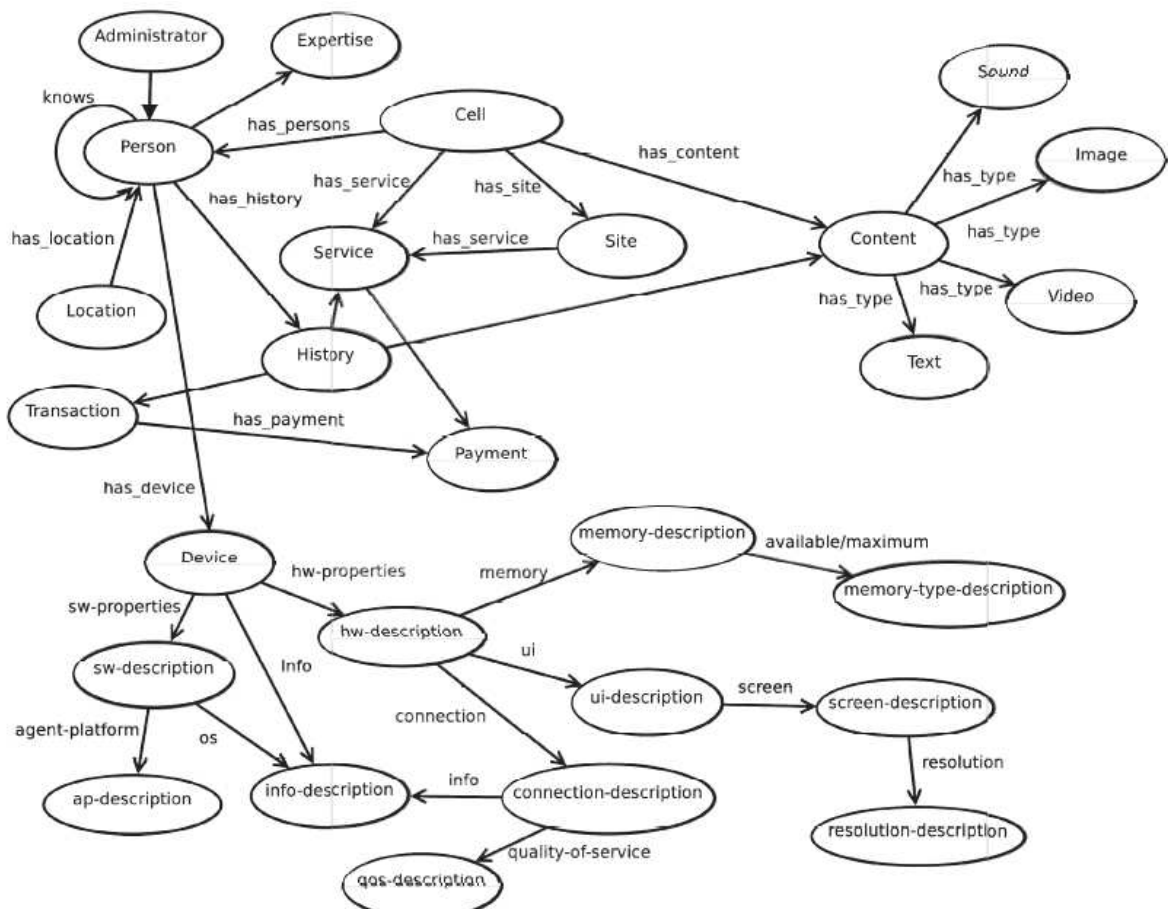 Administrator
Expertise
Sound
knows
Cell
has_persons
Person
has_content
Image
has_type
has_service
has_site
has_history
has_type
has_location
has_service
Site
Content
Service
has_type
has_type
Video
Location
History
Text
Transaction
has_payment
Payment
has_device
memory-description
available/maximum
Device
hw-properties
memory
memory-type-description
sw-properties
hw-description
ui
Info
sw-description
screen
ui-description
screen-description
agent-platform
connection
os
resolution
info
ap-description
info-description
connection-description
resolution-description
quality-of-service
qos-description